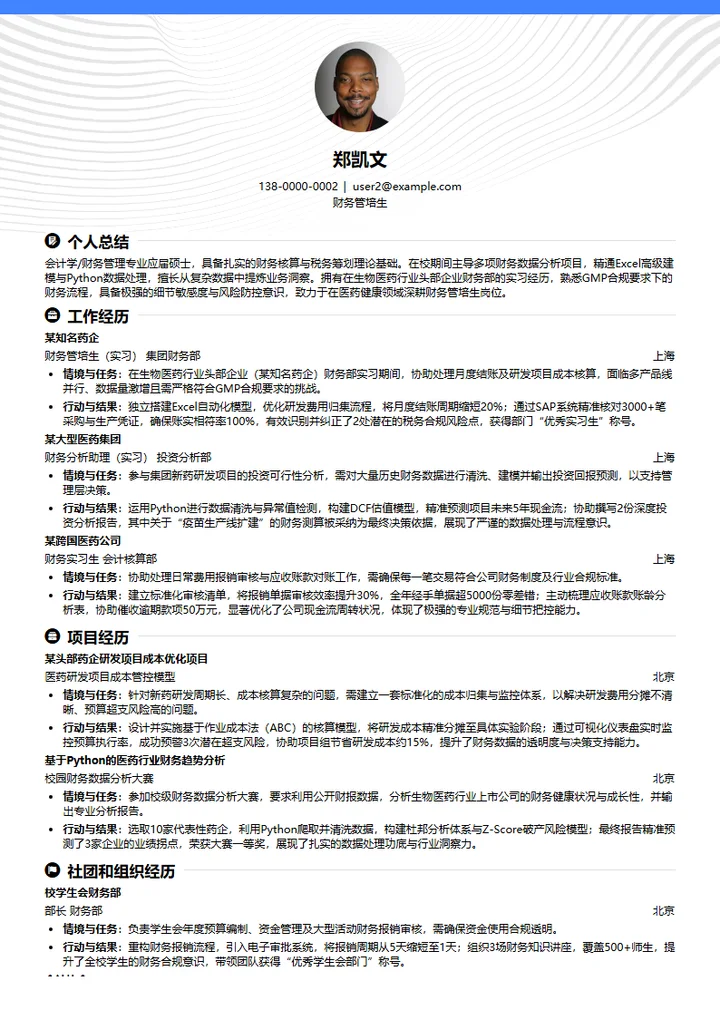 郑凯文
138-0000-0002 | user2@example.com
财务管培生
个人总结
会计学/财务管理专业应届硕士，具备扎实的财务核算与税务筹划理论基础。在校期间主导多项财务数据分析项目，精通Excel高级建
模与Python数据处理，擅长从复杂数据中提炼业务洞察。拥有在生物医药行业头部企业财务部的实习经历，熟悉GMP合规要求下的
财务流程，具备极强的细节敏感度与风险防控意识，致力于在医药健康领域深耕财务管培生岗位。
工作经历
某知名药企
财务管培生（实习） 集团财务部 上海
• 情境与任务：在生物医药行业头部企业（某知名药企）财务部实习期间，协助处理月度结账及研发项目成本核算，面临多产品线
并行、数据量激增且需严格符合GMP合规要求的挑战。
• 行动与结果：独立搭建Excel自动化模型，优化研发费用归集流程，将月度结账周期缩短20%；通过SAP系统精准核对3000+笔
采购与生产凭证，确保账实相符率100%，有效识别并纠正了2处潜在的税务合规风险点，获得部门“优秀实习生”称号。
某大型医药集团
财务分析助理（实习） 投资分析部 上海
• 情境与任务：参与集团新药研发项目的投资可行性分析，需对大量历史财务数据进行清洗、建模并输出投资回报预测，以支持管
理层决策。
• 行动与结果：运用Python进行数据清洗与异常值检测，构建DCF估值模型，精准预测项目未来5年现金流；协助撰写2份深度投
资分析报告，其中关于“疫苗生产线扩建”的财务测算被采纳为最终决策依据，展现了严谨的数据处理与流程意识。
某跨国医药公司
财务实习生 会计核算部 上海
• 情境与任务：协助处理日常费用报销审核与应收账款对账工作，需确保每一笔交易符合公司财务制度及行业合规标准。
• 行动与结果：建立标准化审核清单，将报销单据审核效率提升30%，全年经手单据超5000份零差错；主动梳理应收账款账龄分
析表，协助催收逾期款项50万元，显著优化了公司现金流周转状况，体现了极强的专业规范与细节把控能力。
项目经历
某头部药企研发项目成本优化项目
医药研发项目成本管控模型 北京
• 情境与任务：针对新药研发周期长、成本核算复杂的问题，需建立一套标准化的成本归集与监控体系，以解决研发费用分摊不清
晰、预算超支风险高的问题。
• 行动与结果：设计并实施基于作业成本法（ABC）的核算模型，将研发成本精准分摊至具体实验阶段；通过可视化仪表盘实时监
控预算执行率，成功预警3次潜在超支风险，协助项目组节省研发成本约15%，提升了财务数据的透明度与决策支持能力。
基于Python的医药行业财务趋势分析
校园财务数据分析大赛 北京
• 情境与任务：参加校级财务数据分析大赛，要求利用公开财报数据，分析生物医药行业上市公司的财务健康状况与成长性，并输
出专业分析报告。
• 行动与结果：选取10家代表性药企，利用Python爬取并清洗数据，构建杜邦分析体系与Z-Score破产风险模型；最终报告精准预
测了3家企业的业绩拐点，荣获大赛一等奖，展现了扎实的数据处理功底与行业洞察力。
社团和组织经历
校学生会财务部
部长 财务部 北京
• 情境与任务：负责学生会年度预算编制、资金管理及大型活动财务报销审核，需确保资金使用合规透明。
• 行动与结果：重构财务报销流程，引入电子审批系统，将报销周期从5天缩短至1天；组织3场财务知识讲座，覆盖500+师生，提
升了全校学生的财务合规意识，带领团队获得“优秀学生会部门”称号。